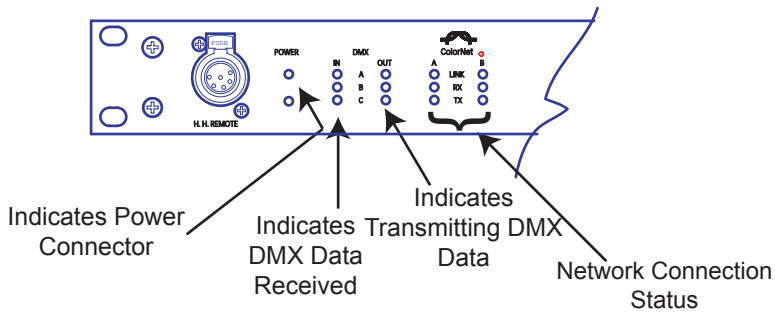 PUSH
POWER
DMX
IN
OUT
A
B
C
ColorNet
A
B
LINK
RX
TX
H. H. REMOTE
Indicates Power
Connector
Indicates
DMX Data
Received
Indicates
Transmitting DMX
Data
Network Connection
Status